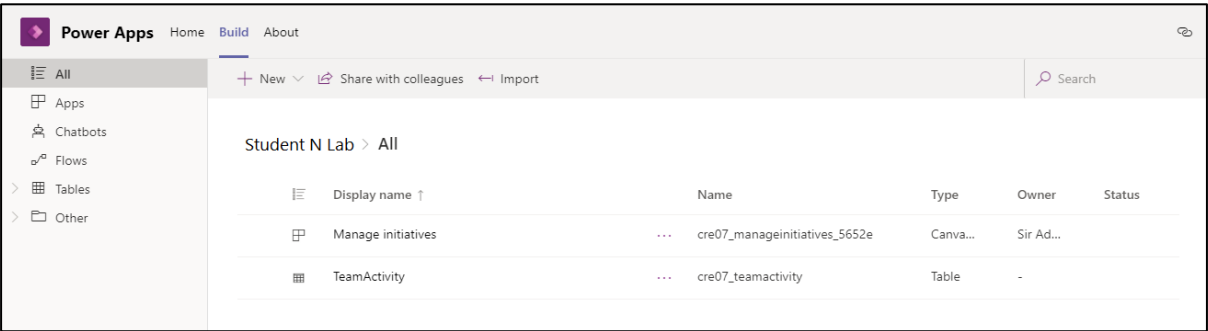 Power Apps Home Build About
All
Apps
Chatbots
Flows
Tables
Other
New Share with colleagues Import Search
Student N Lab > All
Display name ↑ Name Type Owner Status
Manage initiatives ... cre07_manageinitiatives_5652e Canva... Sir Ad...
TeamActivity ... cre07_teamactivity Table -